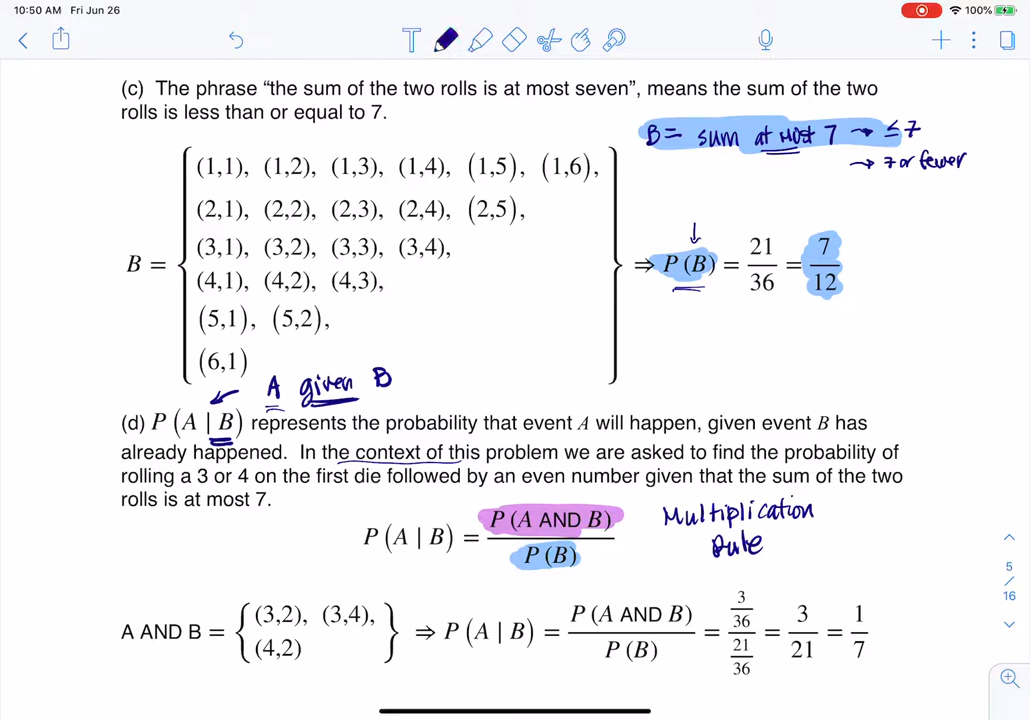 10:50 AM Fri Jun 26
100%
T
(c) The phrase “the sum of the two rolls is at most seven”, means the sum of the two
rolls is less than or equal to 7.
B = sum at most 7 → ≤ 7
→ 7 or fewer
B = { (1,1), (1,2), (1,3), (1,4), (1,5), (1,6),
(2,1), (2,2), (2,3), (2,4), (2,5),
(3,1), (3,2), (3,3), (3,4),
(4,1), (4,2), (4,3),
(5,1), (5,2),
(6,1) } ⇒ P(B) = 21/36 = 7/12
A given B
(d) P(A | B) represents the probability that event A will happen, given event B has
already happened. In the context of this problem we are asked to find the probability of
rolling a 3 or 4 on the first die followed by an even number given that the sum of the two
rolls is at most 7.
P(A | B) = P(A AND B) / P(B)
Multiplication
Rule
A AND B = { (3,2), (3,4),
(4,2) } ⇒ P(A | B) = P(A AND B) / P(B) = (3/36) / (21/36) = 3/21 = 1/7
5
/
16